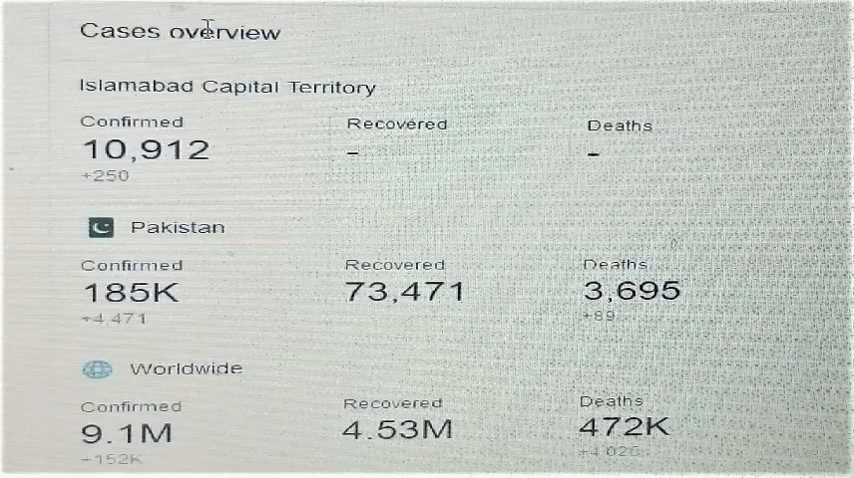 Cases overview
Islamabad Capital Territory
Confirmed Recovered Deaths
10,912 - -
+250
Pakistan
Confirmed Recovered Deaths
185K 73,471 3,695
+4,471 +89
Worldwide
Confirmed Recovered Deaths
9.1M 4.53M 472K
+152K